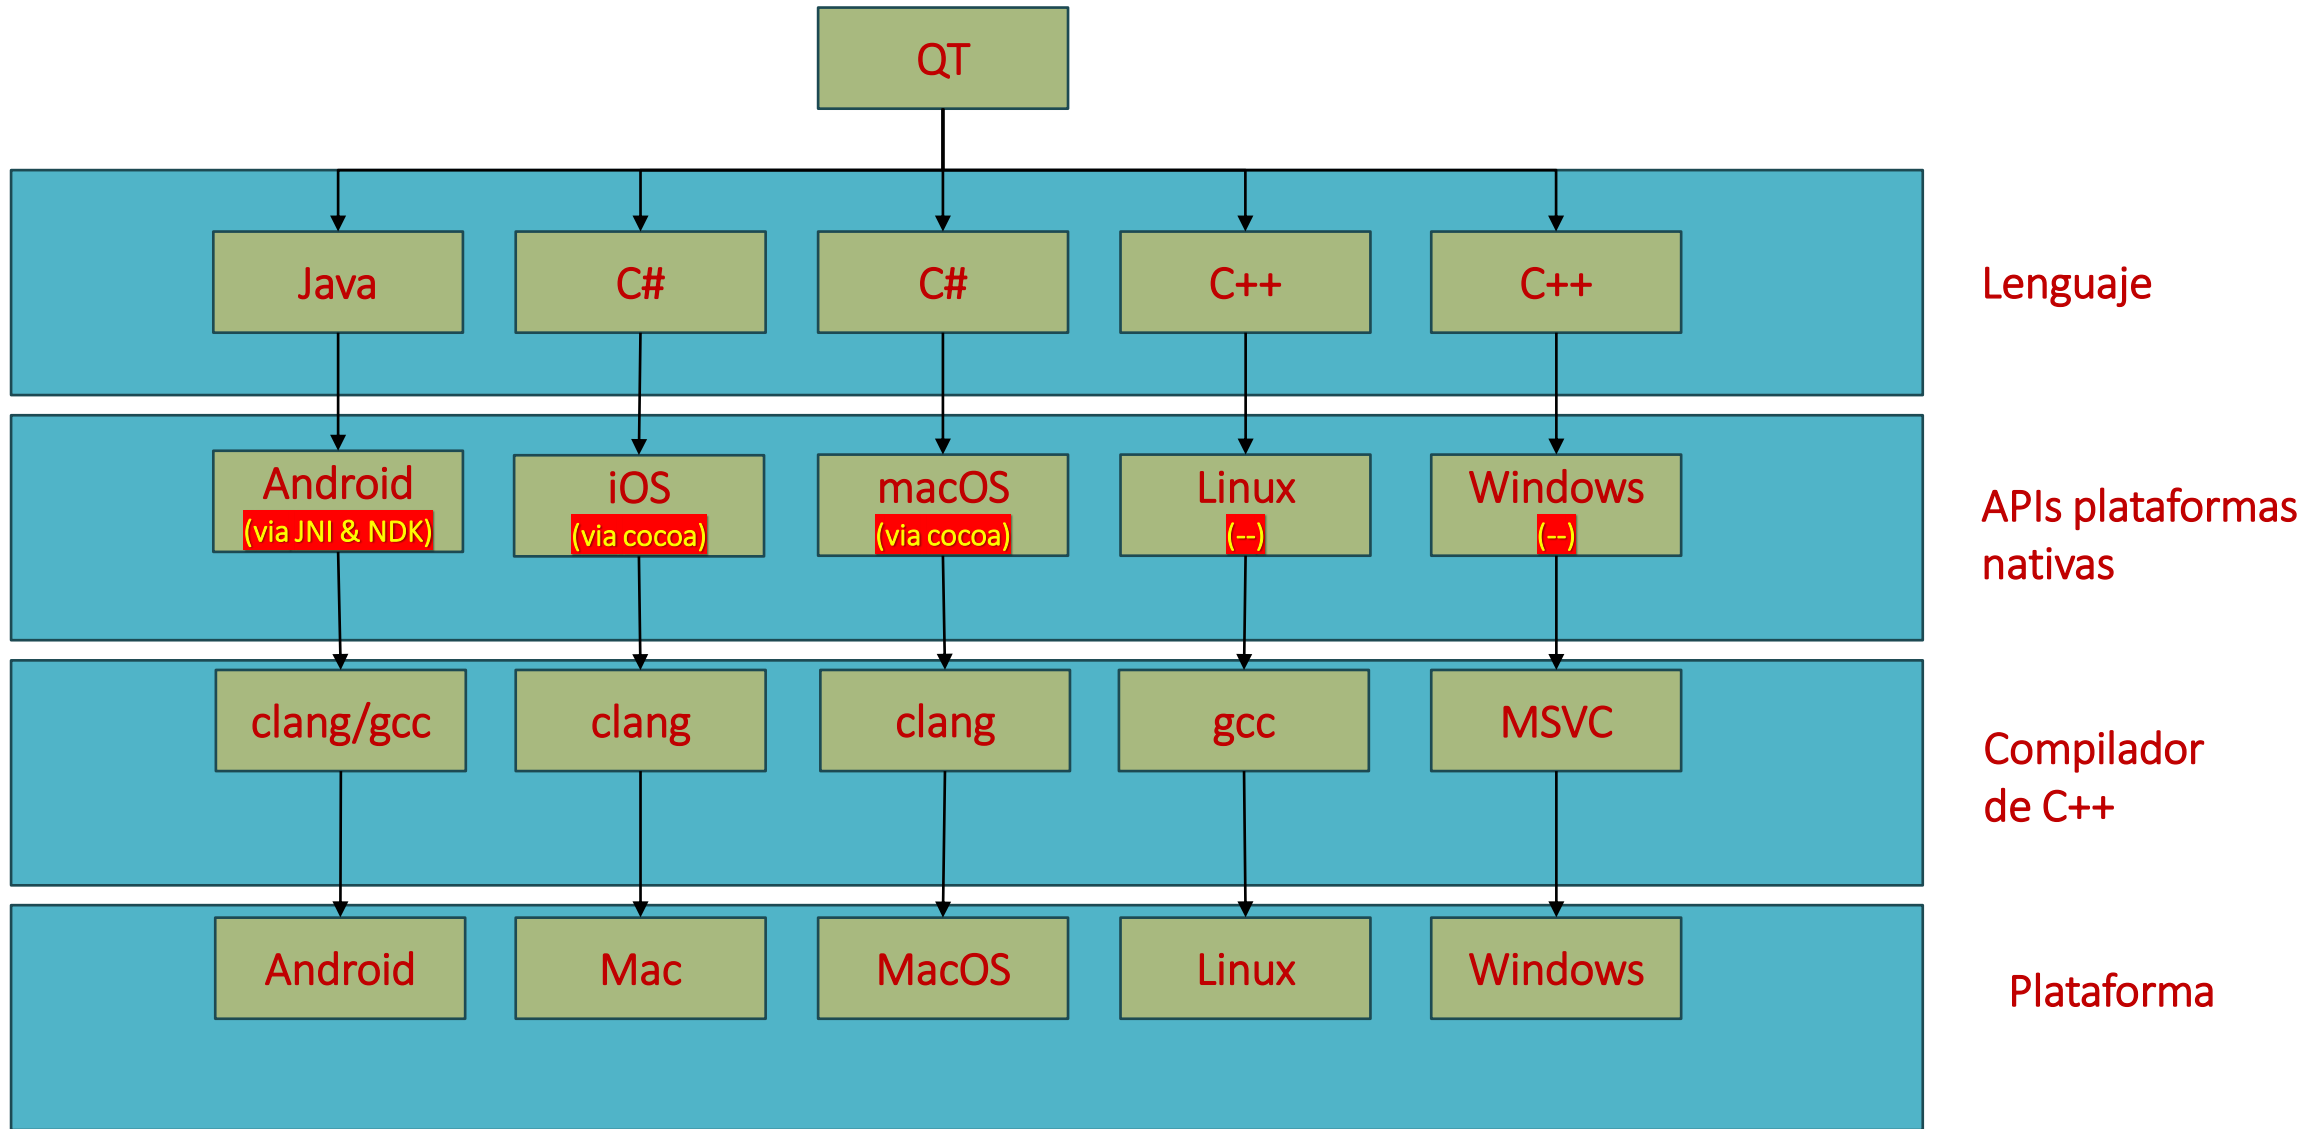 QT
Java
C#
C#
C++
C++
Lenguaje
Android
(via JNI & NDK)
iOS
(via cocoa)
macOS
(via cocoa)
Linux
(--)
Windows
(--)
APIs plataformas
nativas
clang/gcc
clang
clang
gcc
MSVC
Compilador
de C++
Android
Mac
MacOS
Linux
Windows
Plataforma